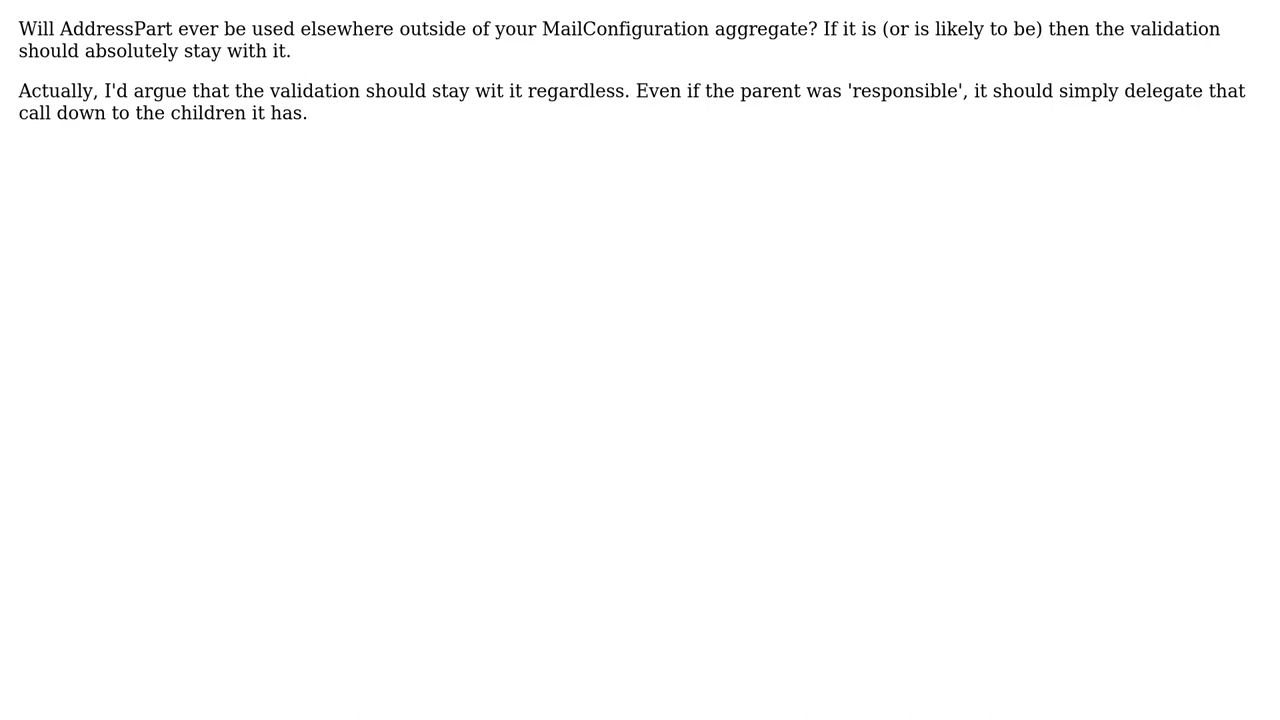 Will AddressPart ever be used elsewhere outside of your MailConfiguration aggregate? If it is (or is likely to be) then the validation
should absolutely stay with it.
Actually, I'd argue that the validation should stay wit it regardless. Even if the parent was 'responsible', it should simply delegate that
call down to the children it has.